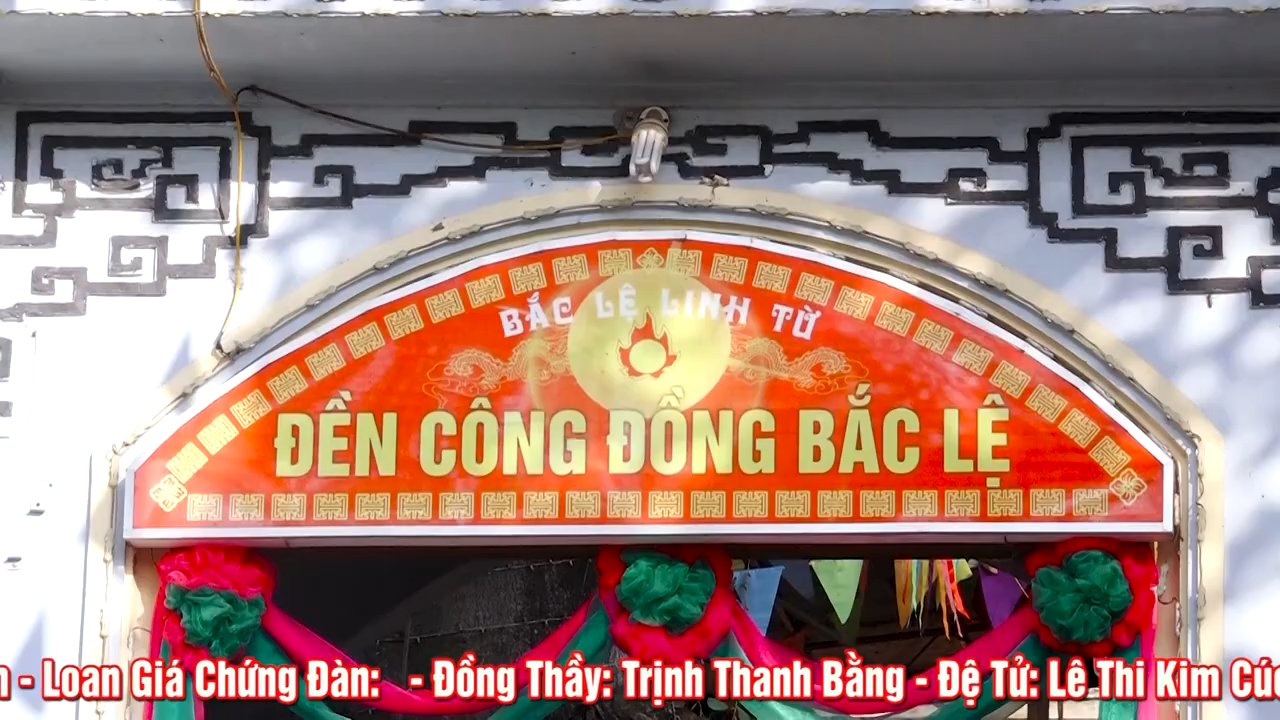 BẮC LỆ LINH TỪ
ĐỀN CÔNG ĐỒNG BẮC LỆ
- Loan Giá Chứng Đàn: - Đồng Thầy: Trịnh Thanh Bằng - Đệ Tử: Lê Thi Kim